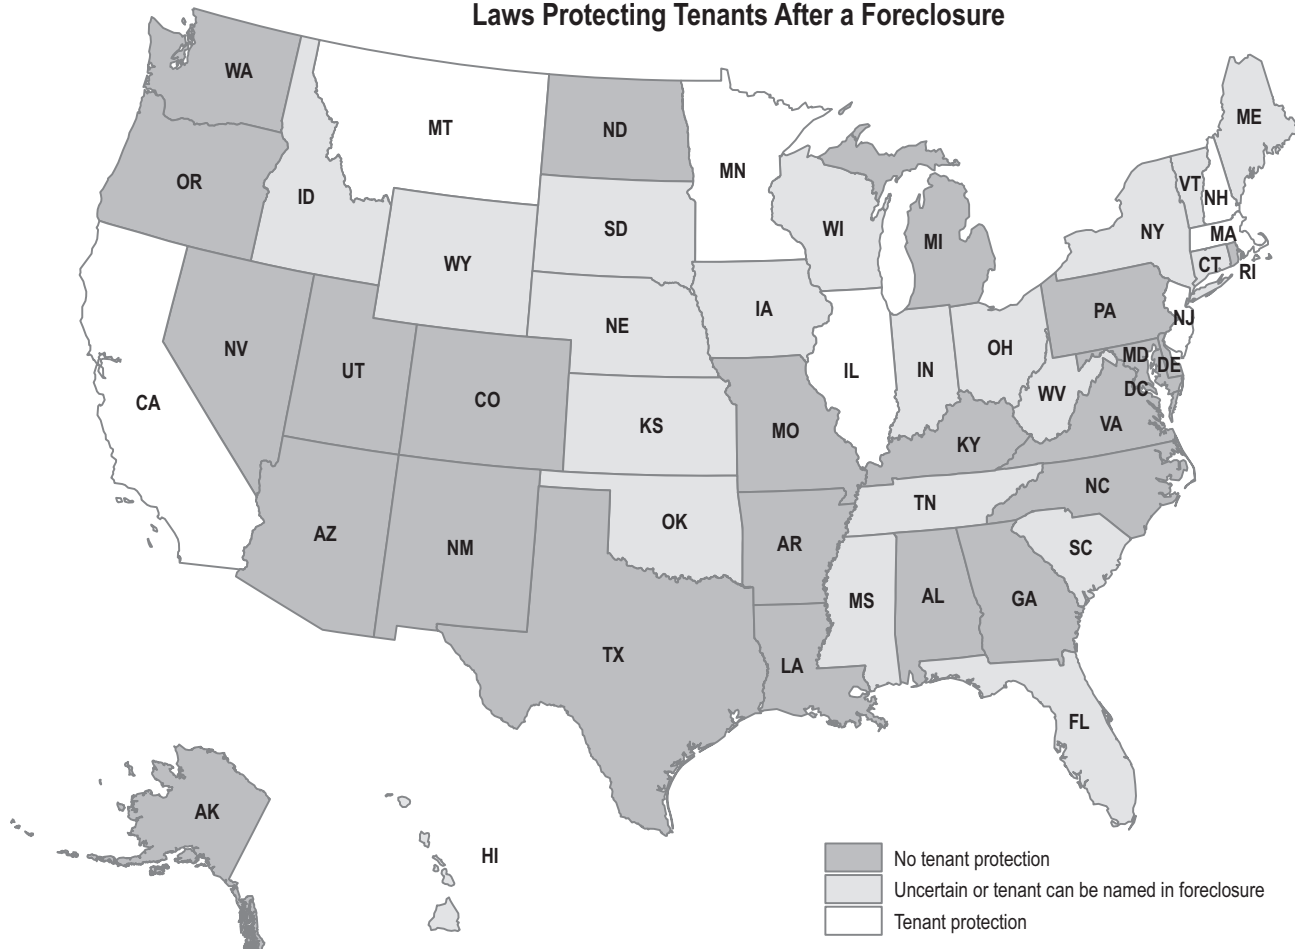 Laws Protecting Tenants After a Foreclosure
WA
MT
ND
MN
ME
OR
ID
SD
WI
VT
NH
WY
MI
NY
MA
CT
RI
IA
NE
PA
NJ
NV
UT
CO
IL
IN
OH
MD
DE
DC
WV
CA
KS
MO
KY
VA
NC
TN
AZ
NM
OK
AR
SC
MS
AL
GA
TX
LA
FL
AK
HI
No tenant protection
Uncertain or tenant can be named in foreclosure
Tenant protection